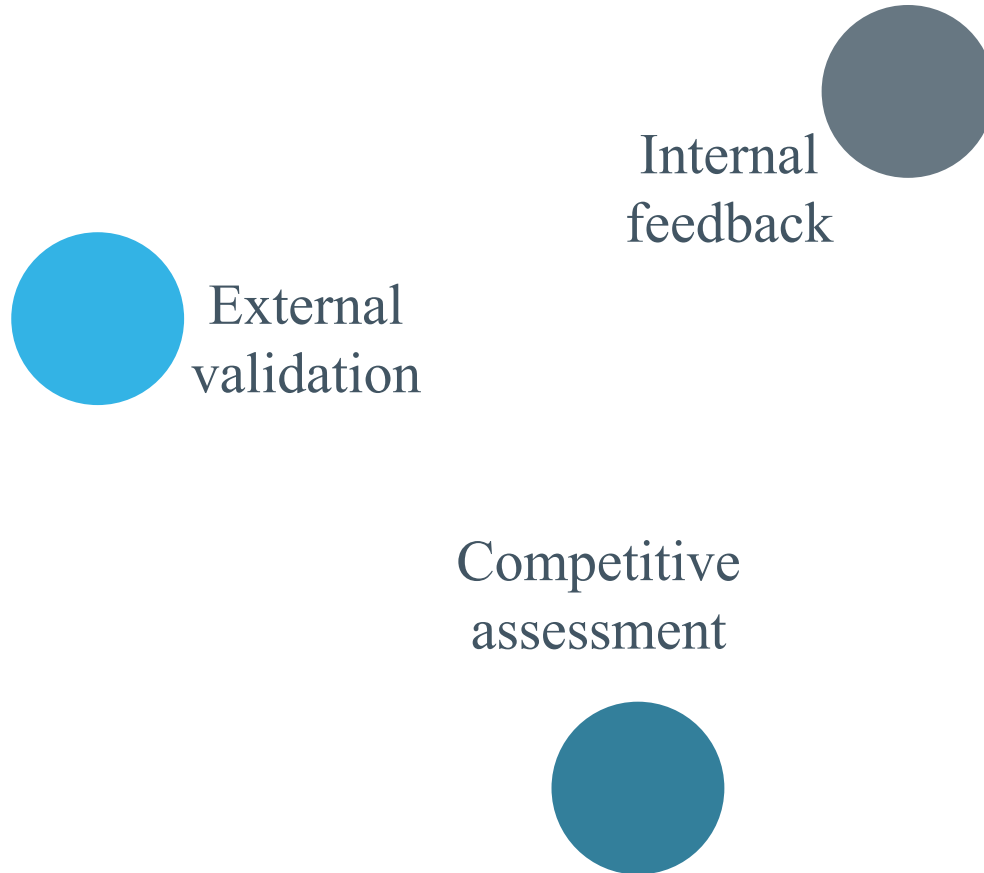 Internal
feedback
External
validation
Competitive
assessment